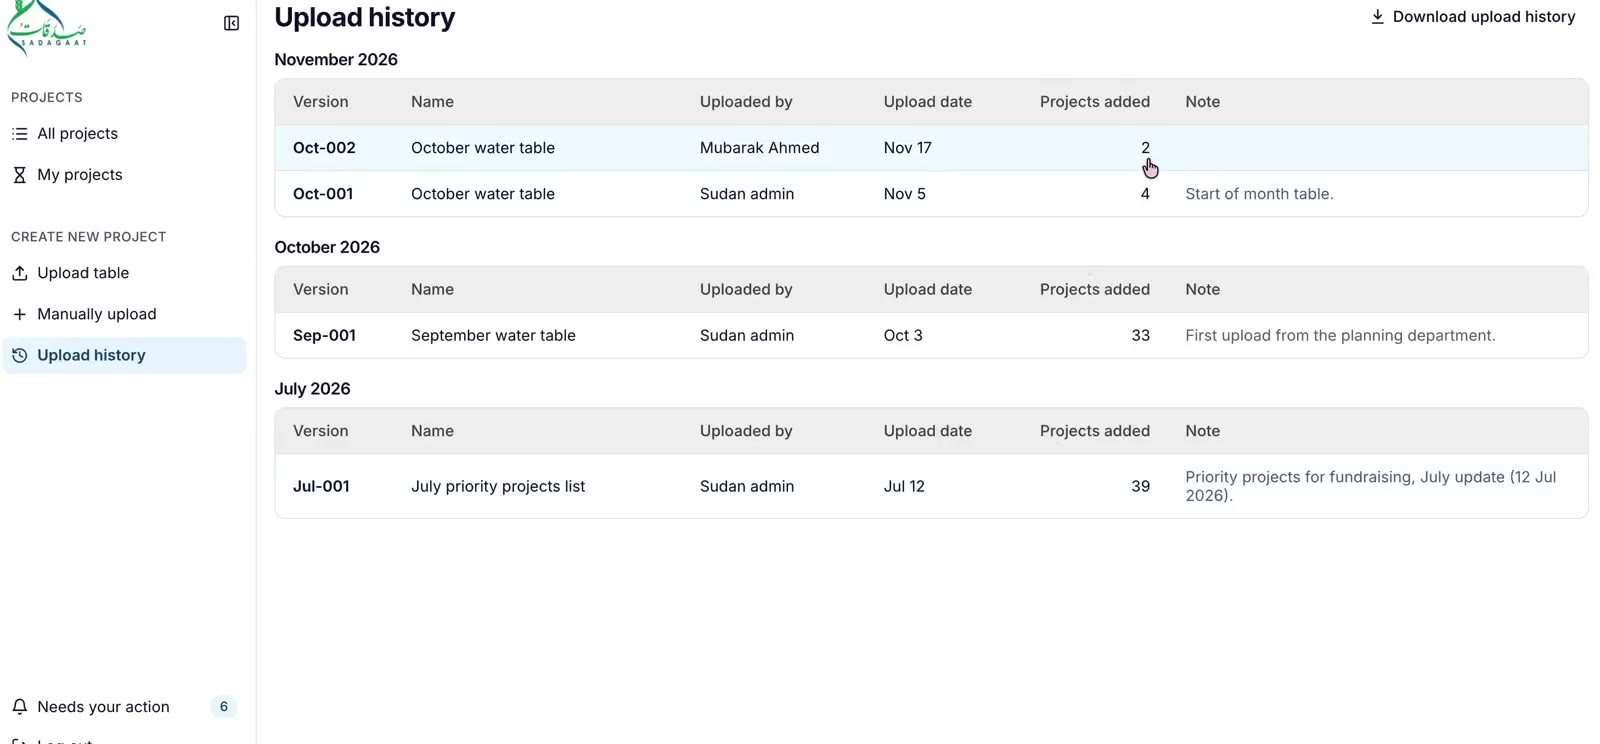 صدقات
SADAGAAT
Upload history
Download upload history
PROJECTS
All projects
My projects
CREATE NEW PROJECT
Upload table
Manually upload
Upload history
November 2026
Version Name Uploaded by Upload date Projects added Note
Oct-002 October water table Mubarak Ahmed Nov 17 2
Oct-001 October water table Sudan admin Nov 5 4 Start of month table.
October 2026
Version Name Uploaded by Upload date Projects added Note
Sep-001 September water table Sudan admin Oct 3 33 First upload from the planning department.
July 2026
Version Name Uploaded by Upload date Projects added Note
Jul-001 July priority projects list Sudan admin Jul 12 39 Priority projects for fundraising, July update (12 Jul
2026).
Needs your action 6
Log out